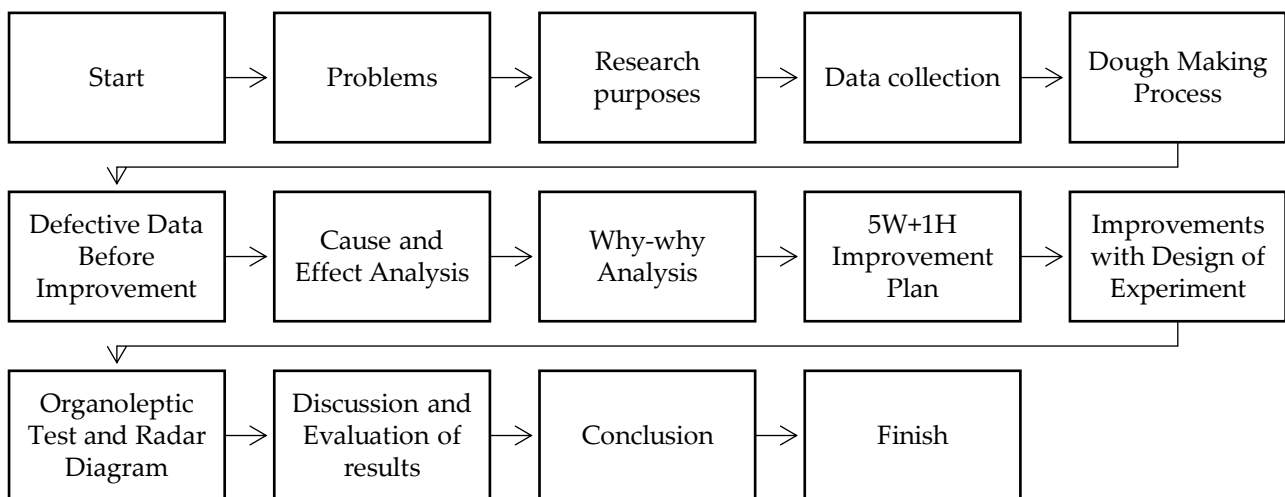 Start
Problems
Research
purposes
Data collection
Dough Making
Process
Defective Data
Before
Improvement
Cause and
Effect Analysis
Why-why
Analysis
5W+1H
Improvement
Plan
Improvements
with Design of
Experiment
Organoleptic
Test and Radar
Diagram
Discussion and
Evaluation of
results
Conclusion
Finish